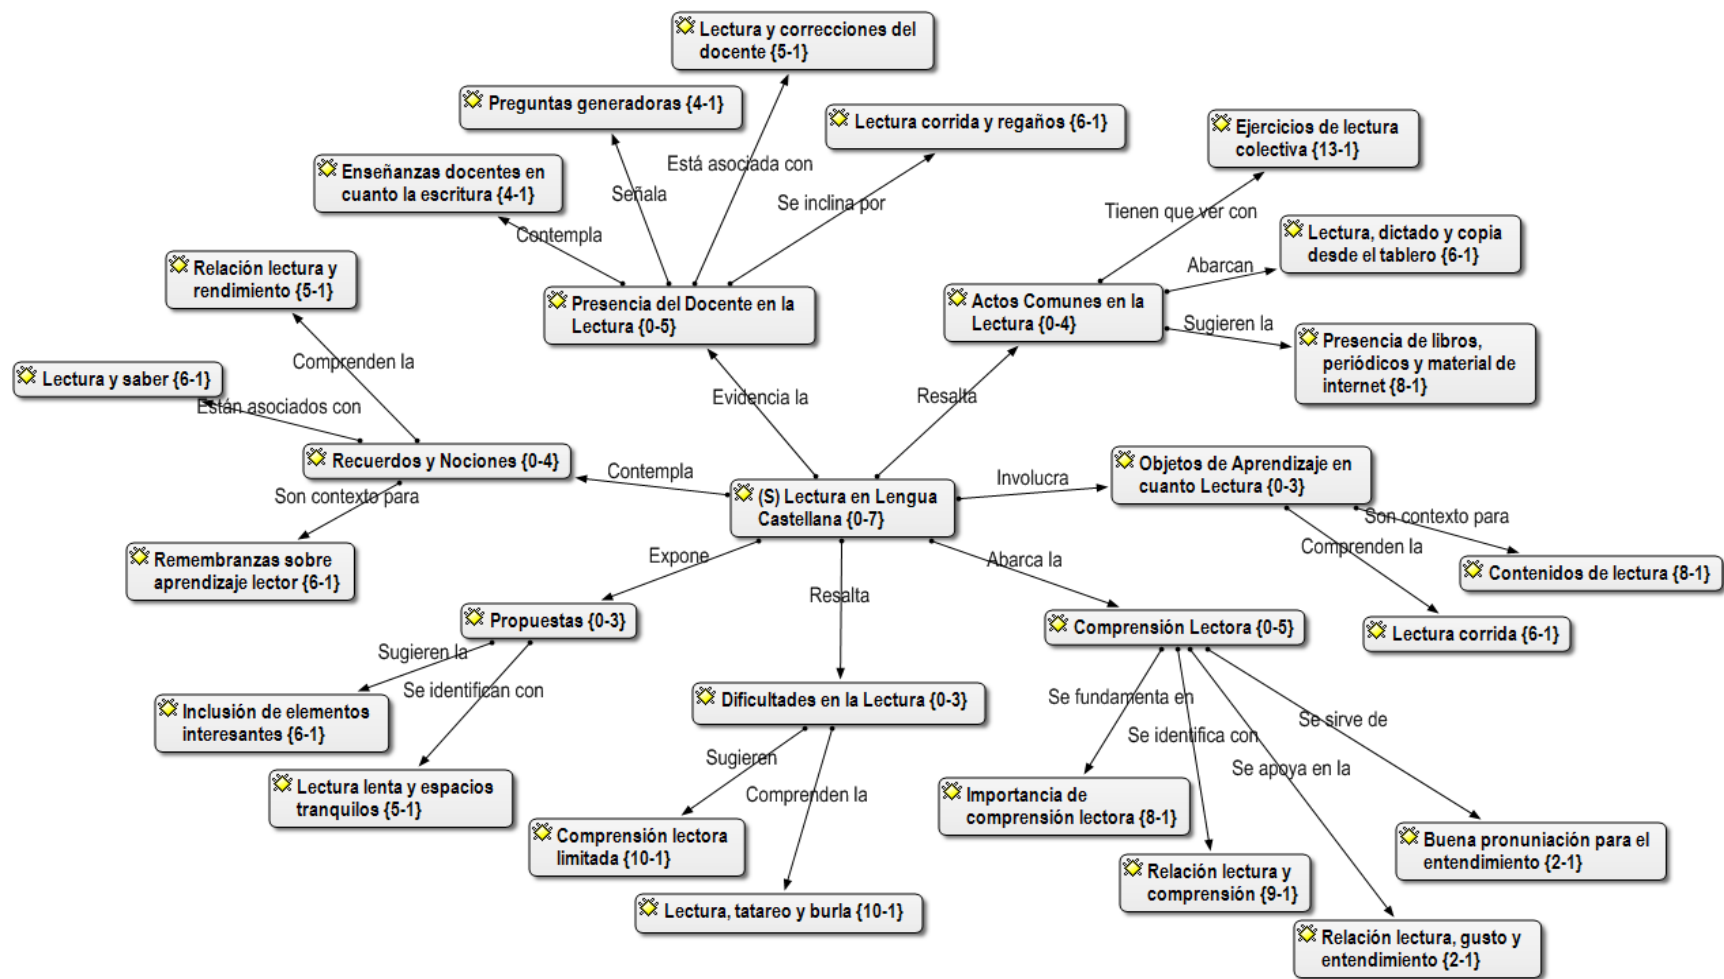 Lectura y correcciones del
docente {5-1}
Preguntas generadoras {4-1}
Lectura corrida y regaños {6-1}
Ejercicios de lectura
colectiva {13-1}
Enseñanzas docentes en
cuanto la escritura {4-1}
Está asociada con
Señala
Se inclina por
Tienen que ver con
Contempla
Lectura, dictado y copia
desde el tablero {6-1}
Abarcan
Relación lectura y
rendimiento {5-1}
Presencia del Docente en la
Lectura {0-5}
Actos Comunes en la
Lectura {0-4}
Sugieren la
Presencia de libros,
periódicos y material de
internet {8-1}
Comprenden la
Lectura y saber {6-1}
Están asociados con
Evidencia la
Resalta
Recuerdos y Nociones {0-4}
Contempla
Involucra
Objetos de Aprendizaje en
cuanto Lectura {0-3}
Son contexto para
(S) Lectura en Lengua
Castellana {0-7}
Son contexto para
Comprenden la
Remembranzas sobre
aprendizaje lector {6-1}
Expone
Resalta
Abarca la
Contenidos de lectura {8-1}
Propuestas {0-3}
Comprensión Lectora {0-5}
Lectura corrida {6-1}
Sugieren la
Se identifican con
Inclusión de elementos
interesantes {6-1}
Dificultades en la Lectura {0-3}
Se fundamenta en
Se identifica con
Se sirve de
Se apoya en la
Sugieren
Comprenden la
Lectura lenta y espacios
tranquilos {5-1}
Importancia de
comprensión lectora {8-1}
Comprensión lectora
limitada {10-1}
Buena pronuniación para el
entendimiento {2-1}
Relación lectura y
comprensión {9-1}
Lectura, tatareo y burla {10-1}
Relación lectura, gusto y
entendimiento {2-1}